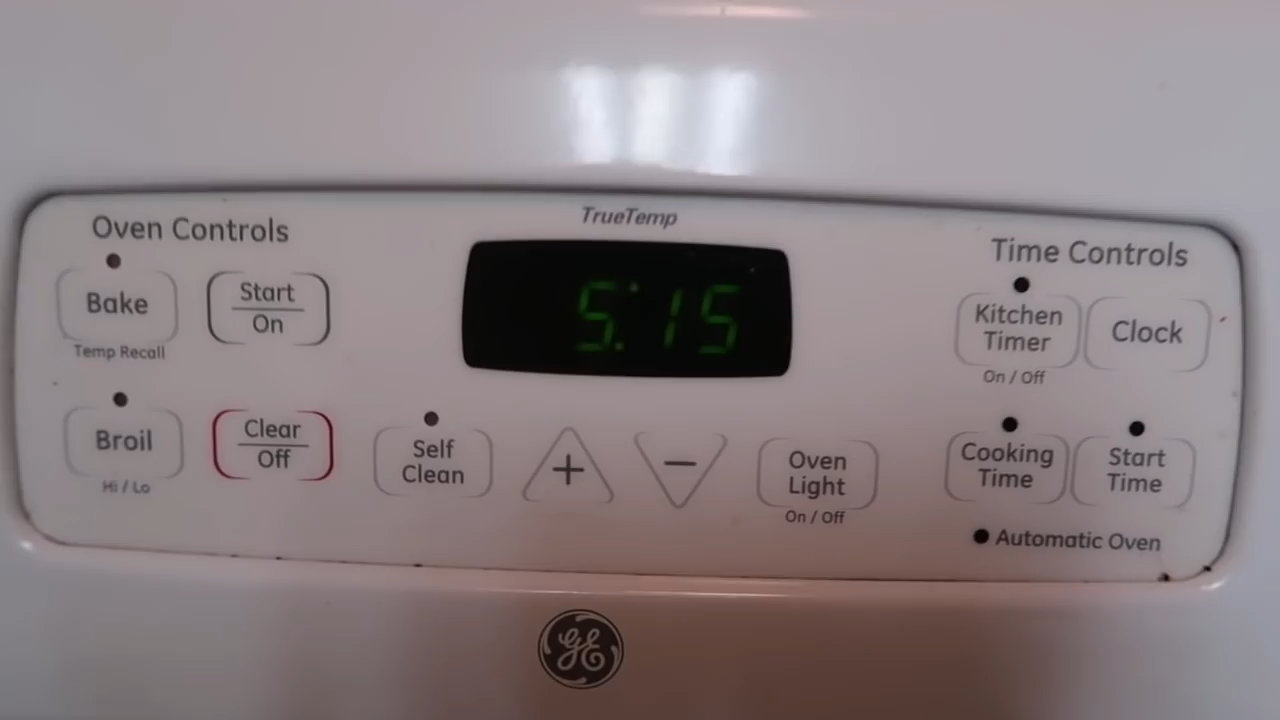 TrueTemp
Oven Controls
Bake
Temp Recall
Start
On
Broil
Hi / Lo
Clear
Off
5:15
Self
Clean
+
−
Oven
Light
On / Off
Time Controls
Kitchen
Timer
On / Off
Clock
Cooking
Time
Start
Time
Automatic Oven
GE